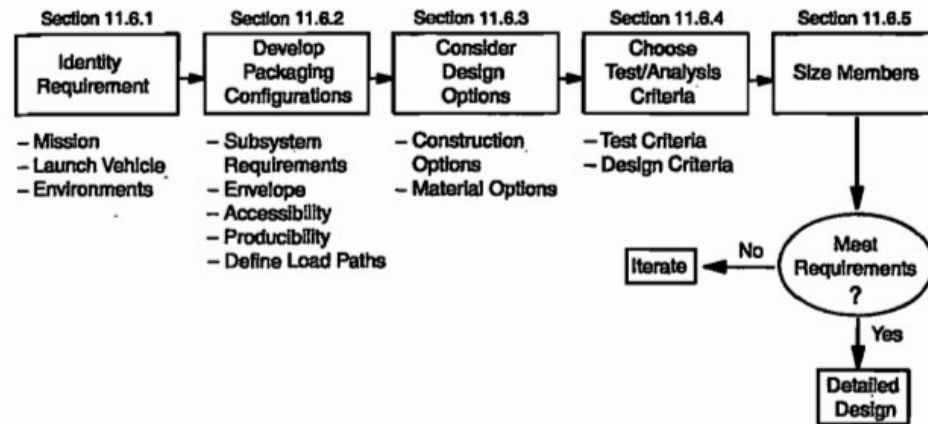 Section 11.6.1
Section 11.6.2
Section 11.6.3
Section 11.6.4
Section 11.6.5
Identity
Requirement
Develop
Packaging
Configurations
Consider
Design
Options
Choose
Test/Analysis
Criteria
Size Members
– Mission
– Launch Vehicle
– Environments
– Subsystem
Requirements
– Envelope
– Accessibility
– Producibility
– Define Load Paths
– Construction
Options
– Material Options
– Test Criteria
– Design Criteria
Meet
Requirements
?
No
Iterate
Yes
Detailed
Design